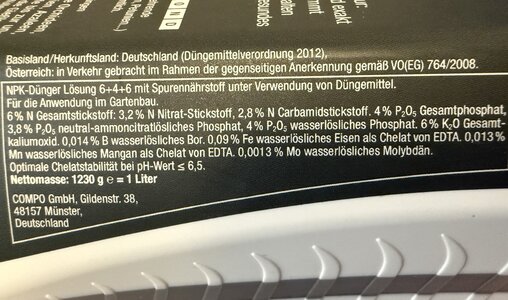 Basisland/Herkunftsland: Deutschland (Düngemittelverordnung 2012),
Österreich: in Verkehr gebracht im Rahmen der gegenseitigen Anerkennung gemäß VO(EG) 764/2008.
NPK-Dünger Lösung 6+4+6 mit Spurennährstoff unter Verwendung von Düngemittel.
Für die Anwendung im Gartenbau.
6 % N Gesamtstickstoff: 3,2 % N Nitrat-Stickstoff, 2,8 % N Carbamidstickstoff. 4 % P₂O₅ Gesamtphosphat,
3,8 % P₂O₅ neutral-ammoncitratlösliches Phosphat, 4 % P₂O₅ wasserlösliches Phosphat. 6 % K₂O Gesamt-
kaliumoxid. 0,014 % B wasserlösliches Bor. 0,09 % Fe wasserlösliches Eisen als Chelat von EDTA. 0,013 %
Mn wasserlösliches Mangan als Chelat von EDTA. 0,0013 % Mo wasserlösliches Molybdän.
Optimale Chelatstabilität bei pH-Wert ≤ 6,5.
Nettomasse: 1230 g e = 1 Liter
COMPO GmbH, Gildenstr. 38,
48157 Münster,
Deutschland